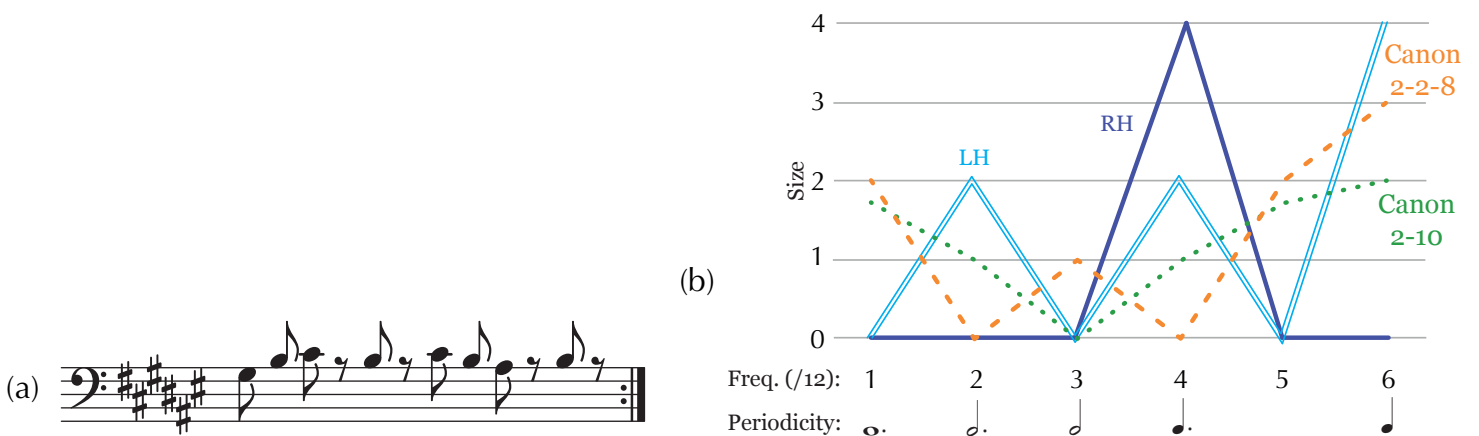 (a)
(b)
Size
4
3
2
1
0
RH
LH
Canon
2-2-8
Canon
2-10
Freq. (/12): 1 2 3 4 5 6
Periodicity: